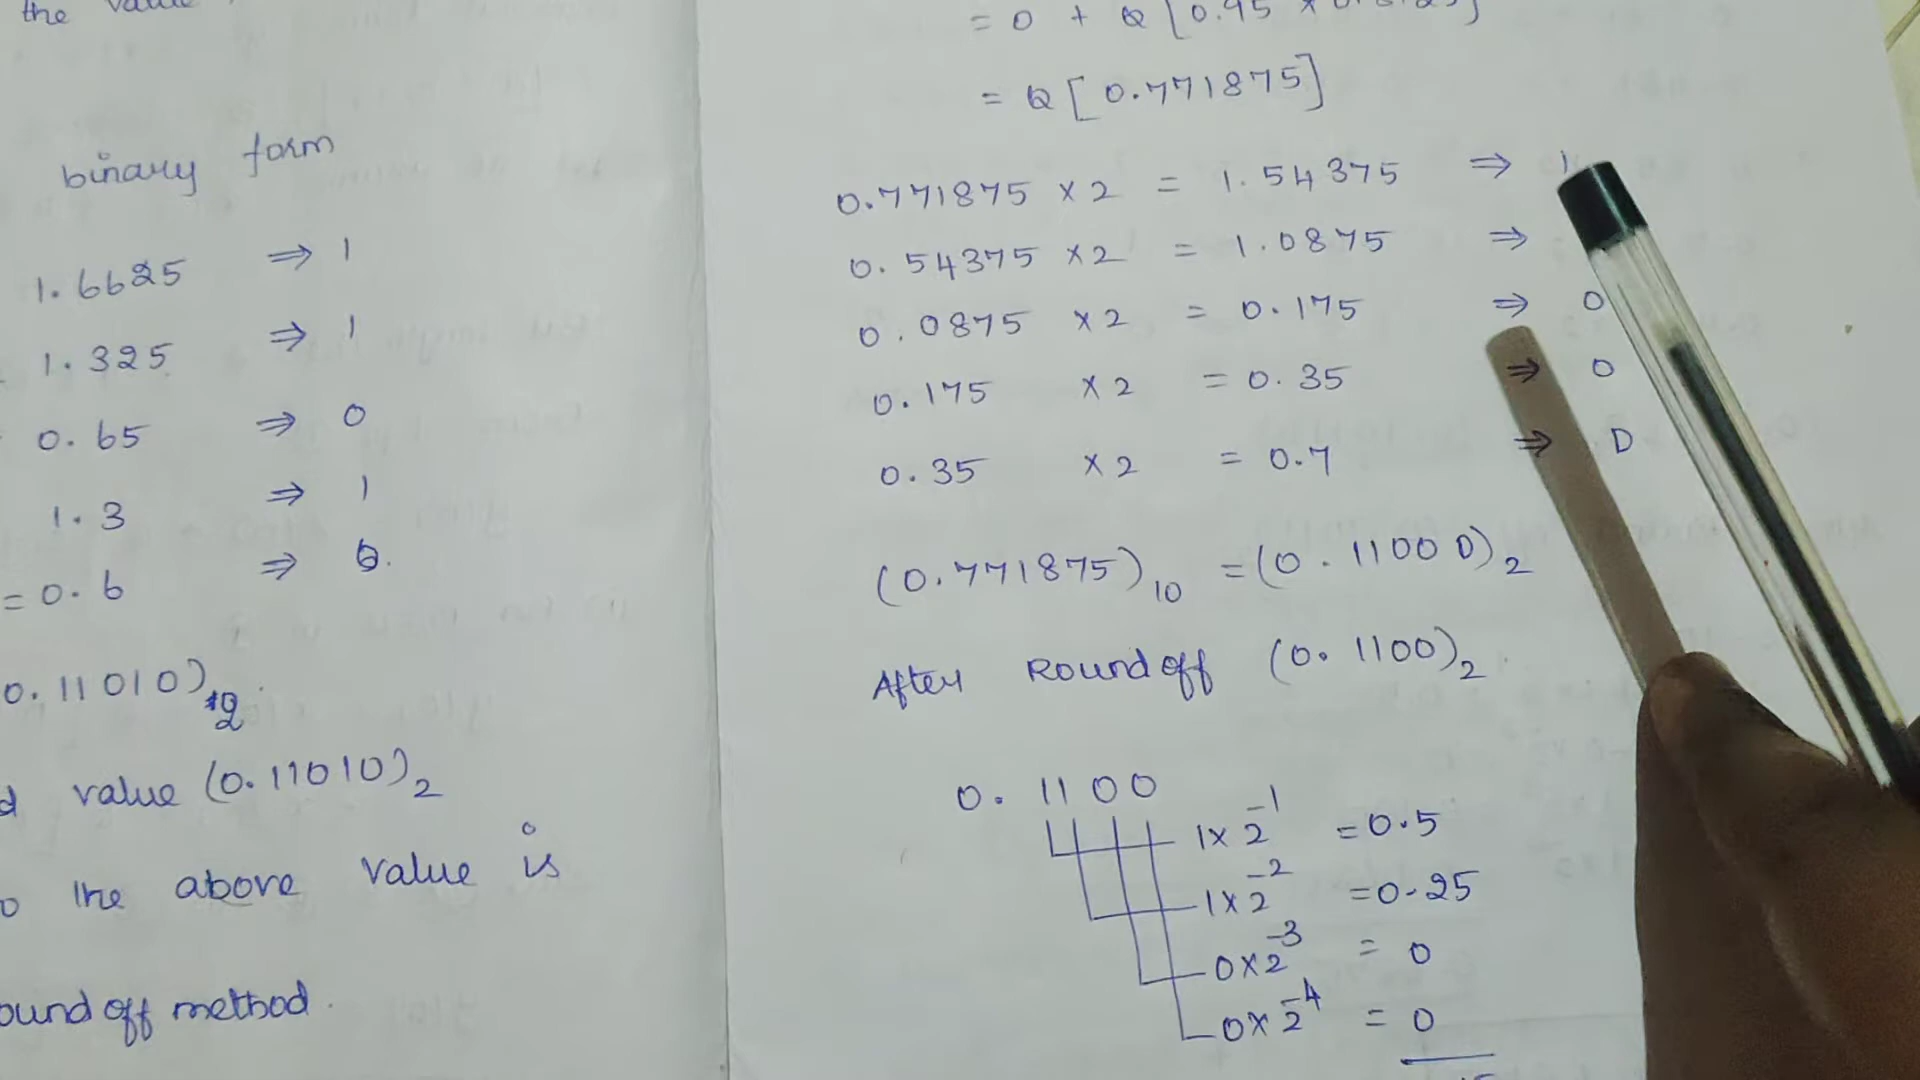 the value
binary form
1.6625 ⇒ 1
1.325 ⇒ 1
0.65 ⇒ 0
1.3 ⇒ 1
= 0.6 ⇒ 0.
0.11010)2
value (0.11010)2
the above value is
ound off method.
= 0 + Q[0.95 ×
= Q[0.771875]
0.771875 × 2 = 1.54375 ⇒ 1
0.54375 × 2 = 1.0875 ⇒
0.0875 × 2 = 0.175 ⇒ 0
0.175 × 2 = 0.35 ⇒ 0
0.35 × 2 = 0.7 ⇒ 0
(0.771875)10 = (0.11000)2
After Round off (0.1100)2
0.1100
1×2^-1 = 0.5
1×2^-2 = 0.25
0×2^-3 = 0
0×2^-4 = 0